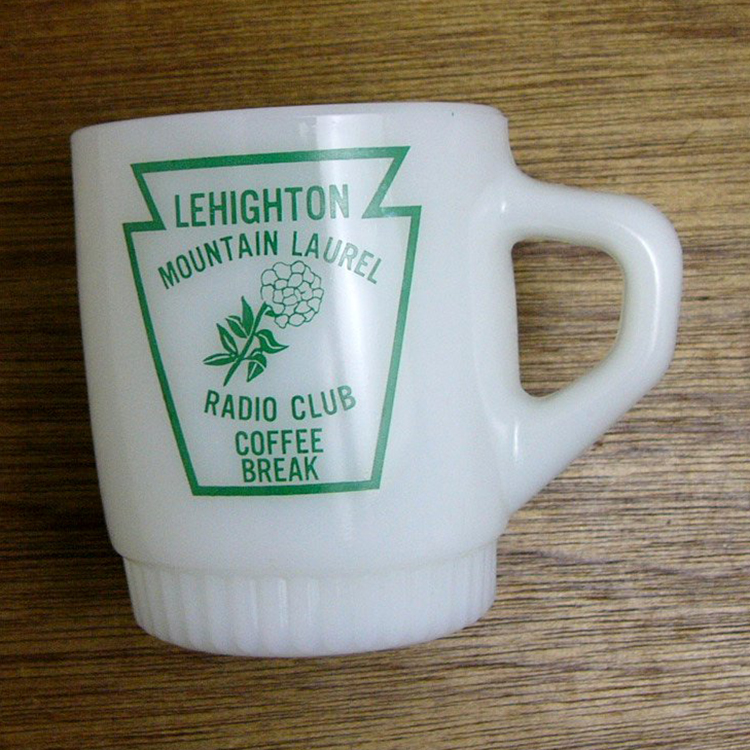 LEHIGHTON
MOUNTAIN LAUREL
RADIO CLUB
COFFEE
BREAK